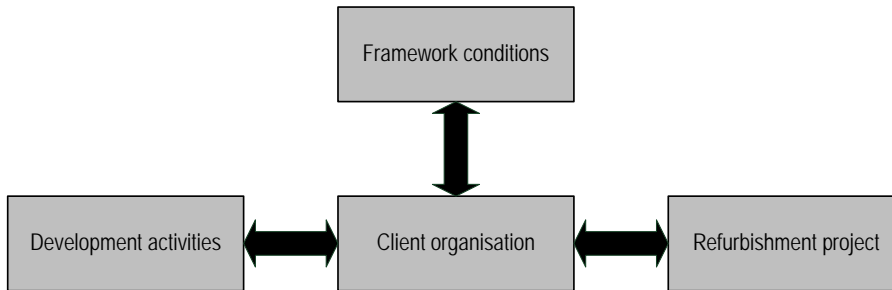 Framework conditions
Development activities
Client organisation
Refurbishment project